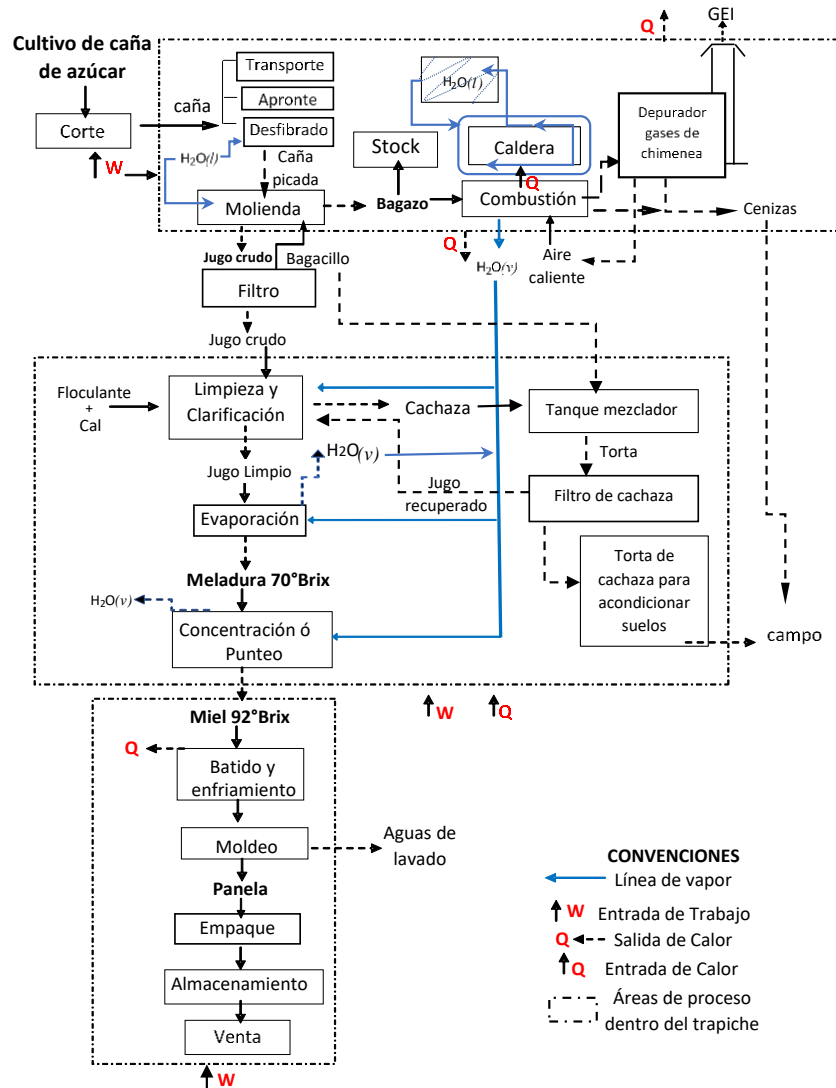 Q
GEI
Cultivo de caña
de azúcar
Transporte
caña
Apronte
Desfibrado
Corte
W
H₂O(l)
Caña
picada
Molienda
H₂O(l)
Caldera
Stock
Q
Bagazo
Combustión
Depurador
gases de
chimenea
Cenizas
Jugo crudo
Bagacillo
Q
H₂O(v)
Aire
caliente
Filtro
Jugo crudo
Floculante
+
Cal
Limpieza y
Clarificación
Cachaza
Tanque mezclador
Torta
Jugo Limpio
H2O(v)
Jugo
recuperado
Filtro de cachaza
Evaporación
Meladura 70°Brix
H₂O(v)
Concentración ó
Punteo
Torta de
cachaza para
acondicionar
suelos
campo
W
Q
Miel 92°Brix
Q
Batido y
enfriamiento
Moldeo
Aguas de
lavado
Panela
Empaque
Almacenamiento
Venta
W
CONVENCIONES
Línea de vapor
W Entrada de Trabajo
Q Salida de Calor
Q Entrada de Calor
Áreas de proceso
dentro del trapiche